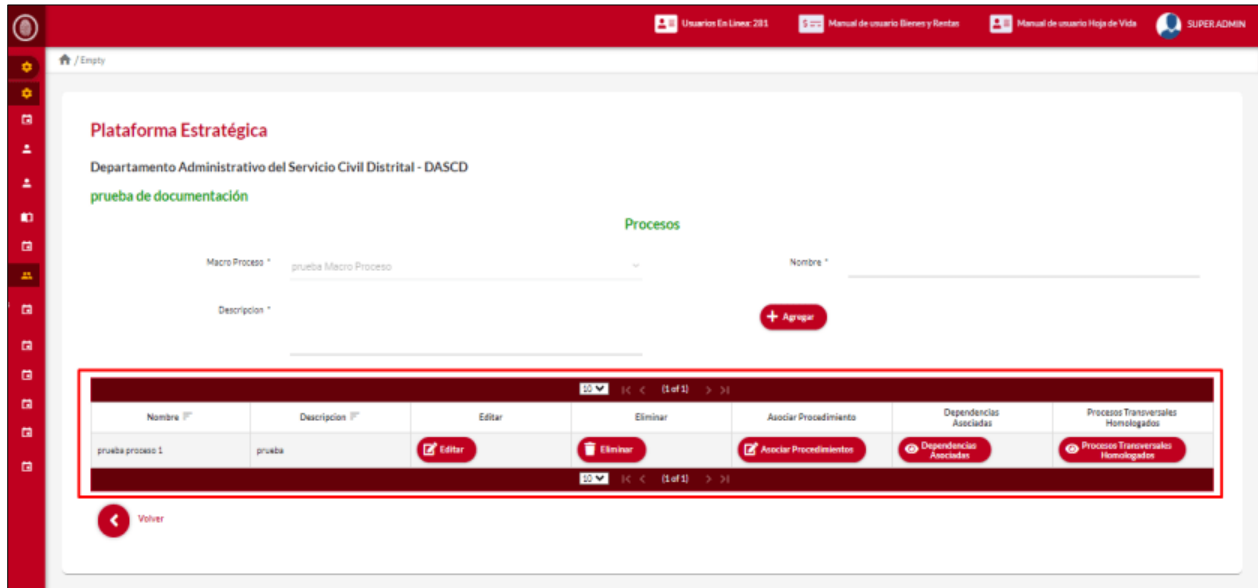 Usuarios En Linea: 281 Manual de usuario Bienes y Rentas Manual de usuario Hoja de Vida SUPER.ADMIN
/ Empty
Plataforma Estratégica
Departamento Administrativo del Servicio Civil Distrital - DASCD
prueba de documentación
Procesos
Macro Proceso * prueba Macro Proceso Nombre *
Descripcion * Agregar
10 (1 of 1)
Nombre Descripcion Editar Eliminar Asociar Procedimiento Dependencias Asociadas Procesos Transversales Homologados
prueba proceso 1 prueba Editar Eliminar Asociar Procedimientos Dependencias Asociadas Procesos Transversales Homologados
10 (1 of 1)
Volver